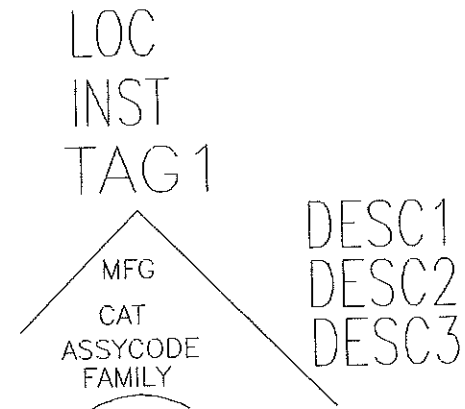 LOC
INST
TAG1
MFG
CAT
ASSYCODE
FAMILY
DESC1
DESC2
DESC3